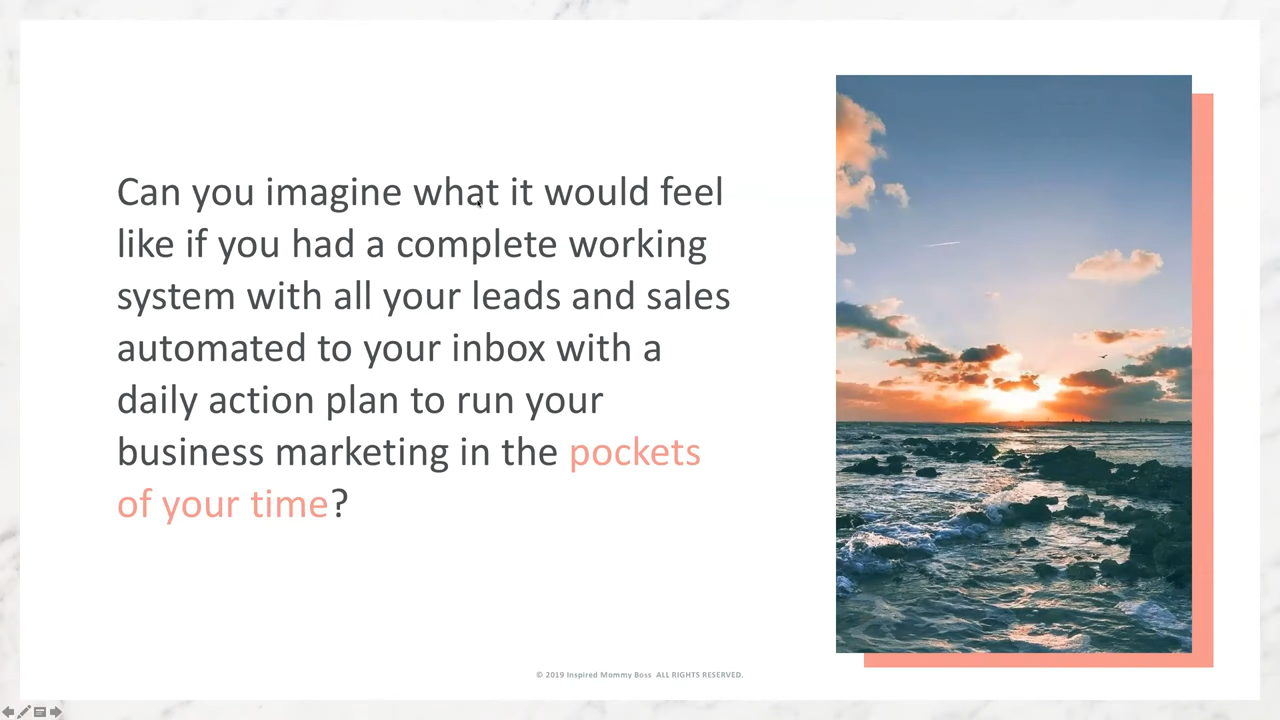 Can you imagine what it would feel
like if you had a complete working
system with all your leads and sales
automated to your inbox with a
daily action plan to run your
business marketing in the pockets
of your time?
© 2019 Inspired Mommy Boss ALL RIGHTS RESERVED.